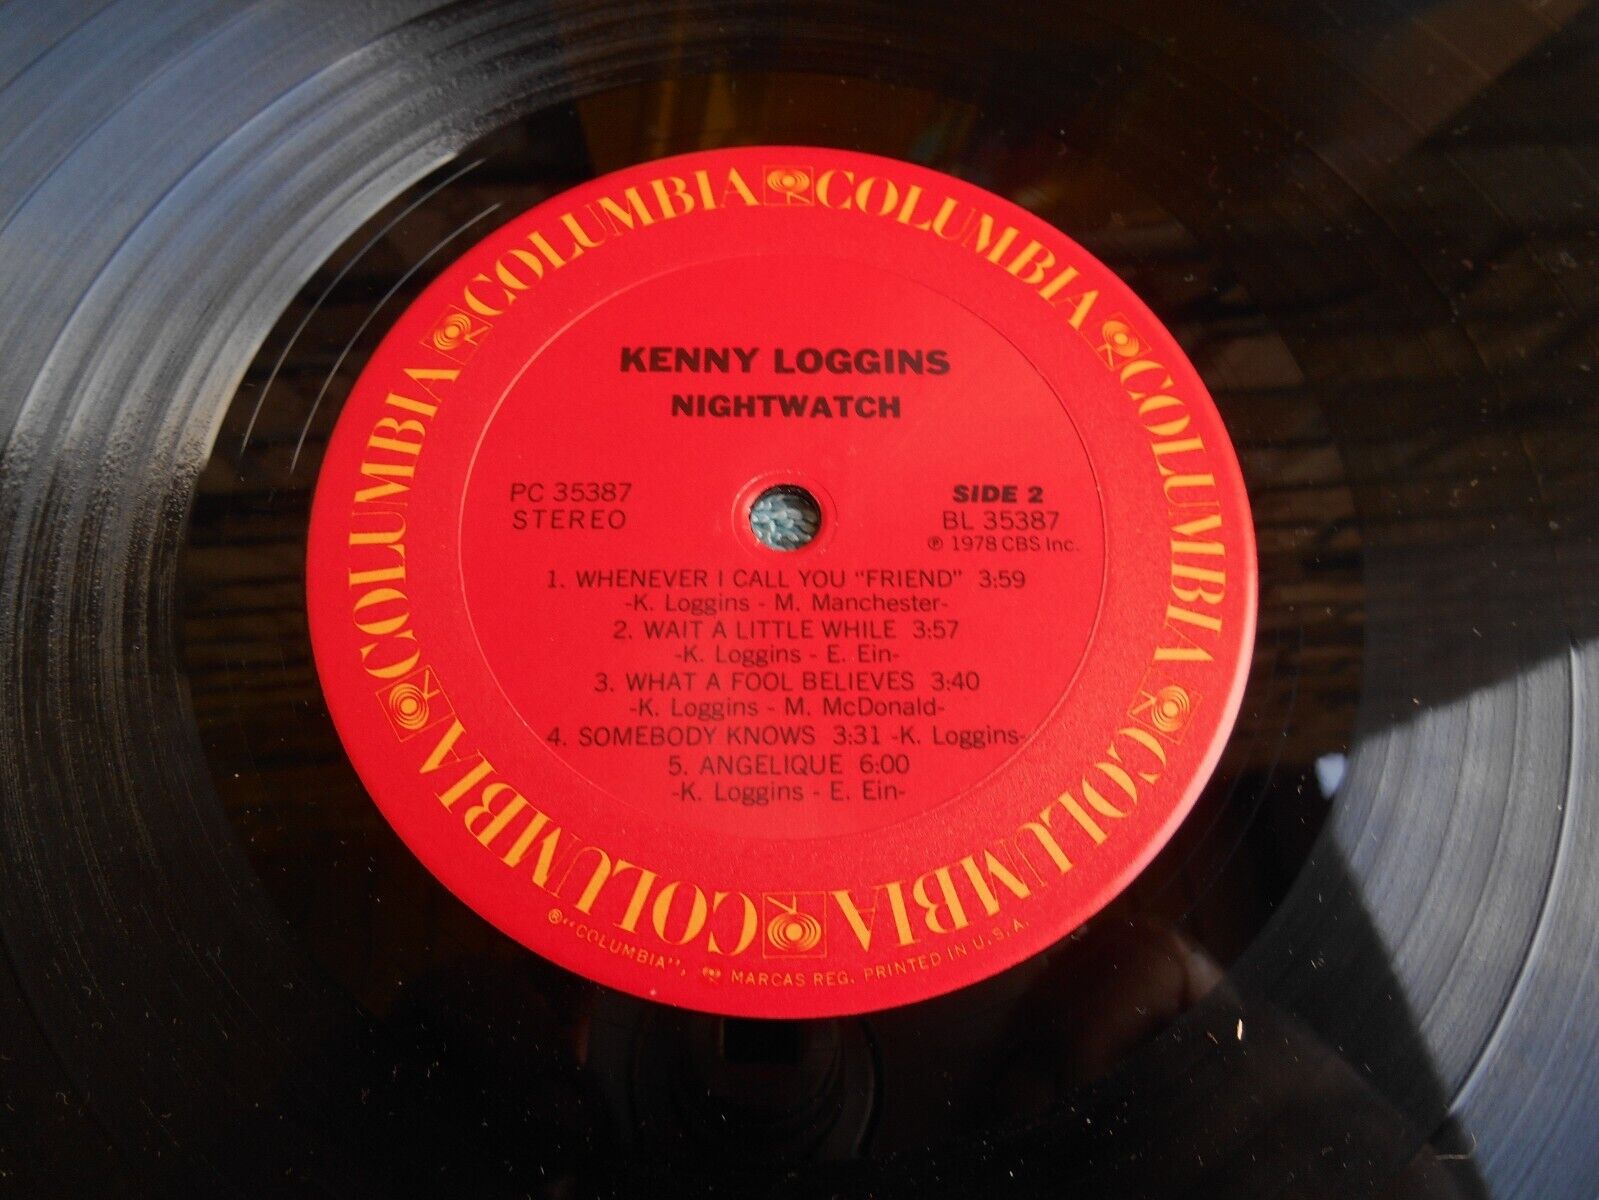 COLUMBIA COLUMBIA COLUMBIA COLUMBIA COLUMBIA COLUMBIA COLUMBIA COLUMBIA
KENNY LOGGINS
NIGHTWATCH
PC 35387
STEREO
SIDE 2
BL 35387
℗ 1978 CBS Inc.
1. WHENEVER I CALL YOU "FRIEND" 3:59
-K. Loggins - M. Manchester-
2. WAIT A LITTLE WHILE 3:57
-K. Loggins - E. Ein-
3. WHAT A FOOL BELIEVES 3:40
-K. Loggins - M. McDonald-
4. SOMEBODY KNOWS 3:31 -K. Loggins-
5. ANGELIQUE 6:00
-K. Loggins - E. Ein-
® "COLUMBIA", MARCAS REG. PRINTED IN U.S.A.